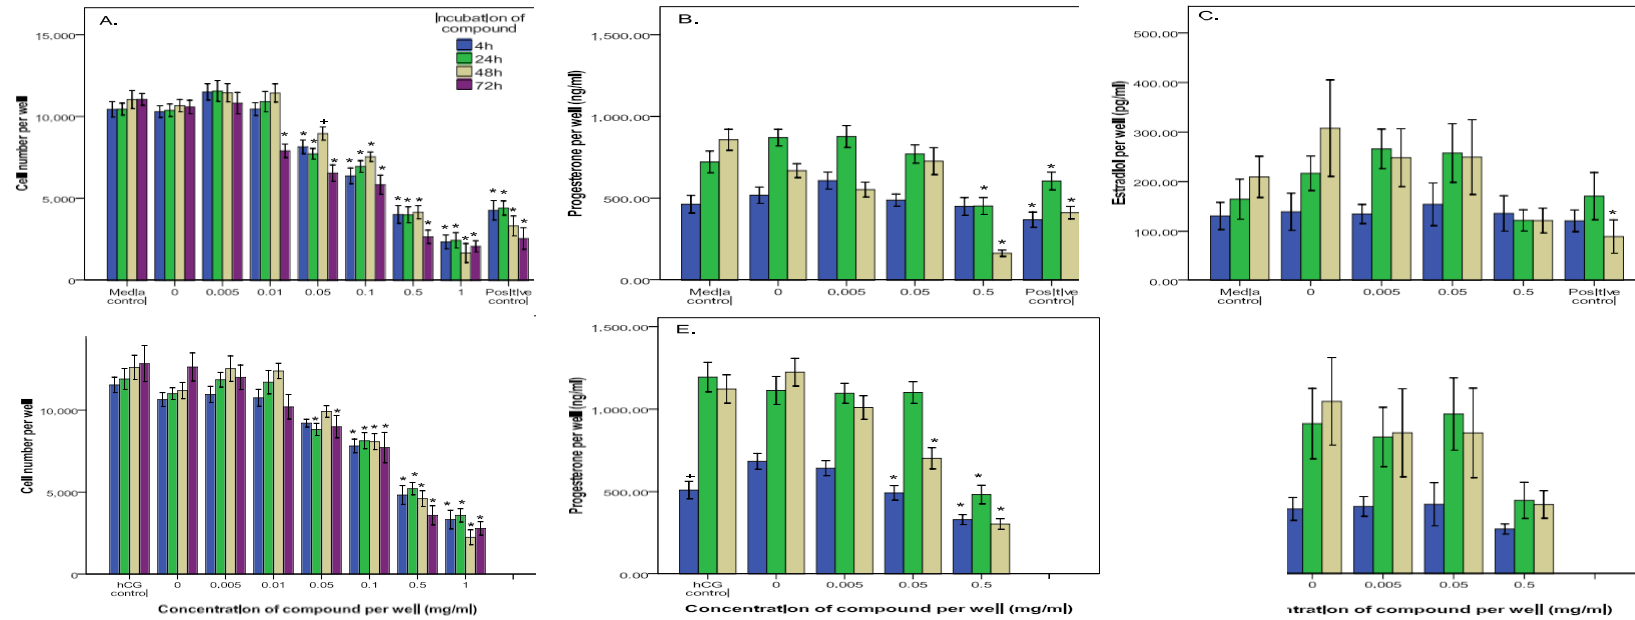 A.
Incubation of
compound
4h
24h
48h
72h
15,000
10,000
5,000
0
Cell number per well
Media
control
0
0.005
0.01
0.05
0.1
0.5
1
Positive
control
B.
1,500.00
1,000.00
500.00
0.00
Progesterone per well (ng/ml)
Media
control
0
0.005
0.05
0.5
Positive
control
C.
500.00
400.00
300.00
200.00
100.00
0.00
Estradiol per well (pg/ml)
Media
control
0
0.005
0.05
0.5
Positive
control
10,000
5,000
0
Cell number per well
hCG
control
0
0.005
0.01
0.05
0.1
0.5
1
Concentration of compound per well (mg/ml)
E.
1,500.00
1,000.00
500.00
0.00
Progesterone per well (ng/ml)
hCG
control
0
0.005
0.05
0.5
Concentration of compound per well (mg/ml)
0
0.005
0.05
0.5
ntration of compound per well (mg/ml)